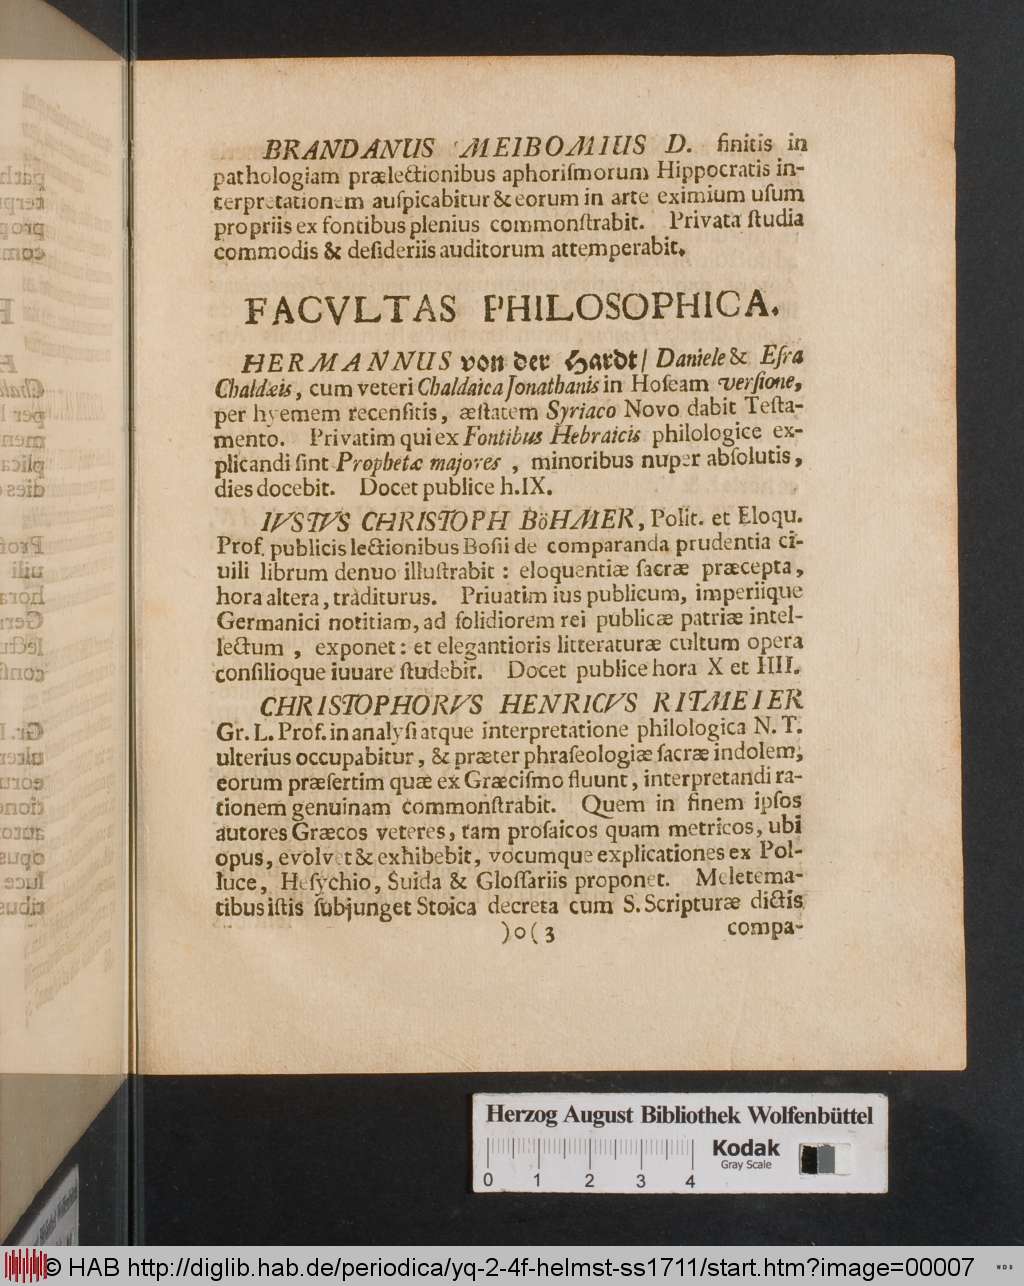 BRANDANUS MEIBOMIUS D. finitis in
pathologiam prælectionibus aphoriſmorum Hippocratis in-
terpretationem auſpicabitur & eorum in arte eximium uſum
propriis ex fontibus plenius commonſtrabit. Privata ſtudia
commodis & deſideriis auditorum attemperabit.
FACVLTAS PHILOSOPHICA.
HERMANNUS von der Hardt/ Daniele & Eſra
Chaldæis, cum veteri Chaldaica Jonathanis in Hoſeam verſione,
per hyemem recenſitis, æſtatem Syriaco Novo dabit Teſta-
mento. Privatim qui ex Fontibus Hebraicis philologice ex-
plicandi ſint Prophetæ majores, minoribus nuper abſolutis,
dies docebit. Docet publice h. IX.
IVSTVS CHRISTOPH BöHMER, Polit. et Eloqu.
Prof. publicis lectionibus Boſii de comparanda prudentia ci-
uili librum denuo illuſtrabit: eloquentiæ ſacræ præcepta,
hora altera, traditurus. Priuatim ius publicum, imperiique
Germanici notitiam, ad ſolidiorem rei publicæ patriæ intel-
lectum, exponet: et elegantioris litteraturæ cultum opera
conſilioque iuuare ſtudebit. Docet publice hora X et IIII.
CHRISTOPHORVS HENRICVS RITMEIER
Gr. L. Prof. in analyſi atque interpretatione philologica N. T.
ulterius occupabitur, & præter phraſeologiæ ſacræ indolem,
eorum præſertim quæ ex Græciſmo fluunt, interpretandi ra-
tionem genuinam commonſtrabit. Quem in finem ipſos
autores Græcos veteres, tam proſaicos quam metricos, ubi
opus, evolvet & exhibebit, vocumque explicationes ex Pol-
luce, Heſychio, Suida & Gloſſariis proponet. Meletema-
tibus iſtis ſubjunget Stoica decreta cum S. Scripturæ dictis
)o( 3 compa-
Herzog August Bibliothek Wolfenbüttel
Kodak
Gray Scale
0 1 2 3 4
© HAB http://diglib.hab.de/periodica/yq-2-4f-helmst-ss1711/start.htm?image=00007
WDB